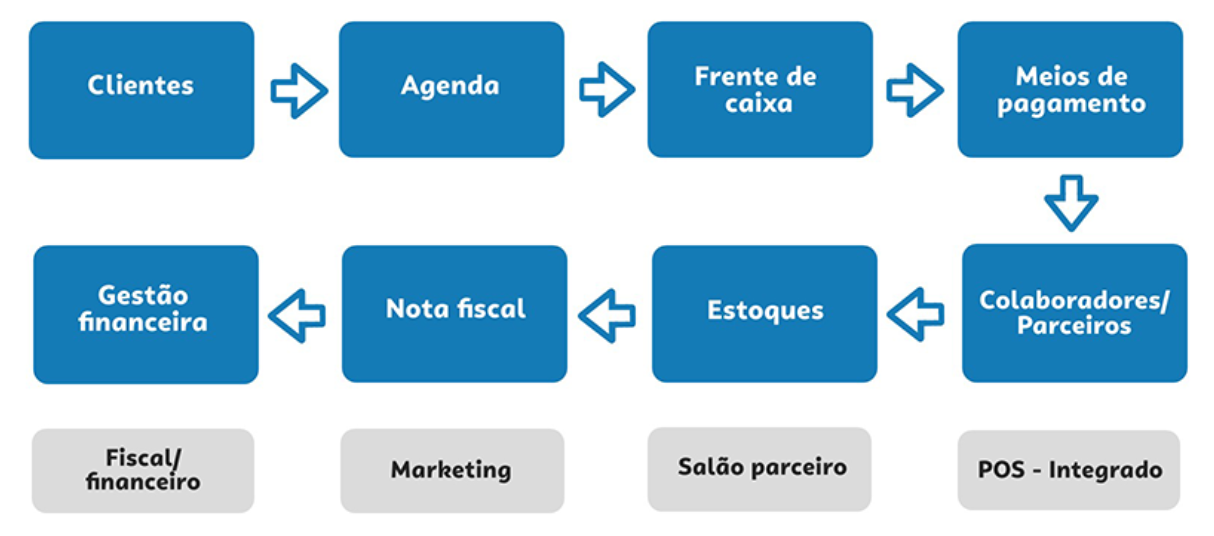 Clientes
Agenda
Frente de
caixa
Meios de
pagamento
Gestão
financeira
Nota fiscal
Estoques
Colaboradores/
Parceiros
Fiscal/
financeiro
Marketing
Salão parceiro
POS - Integrado